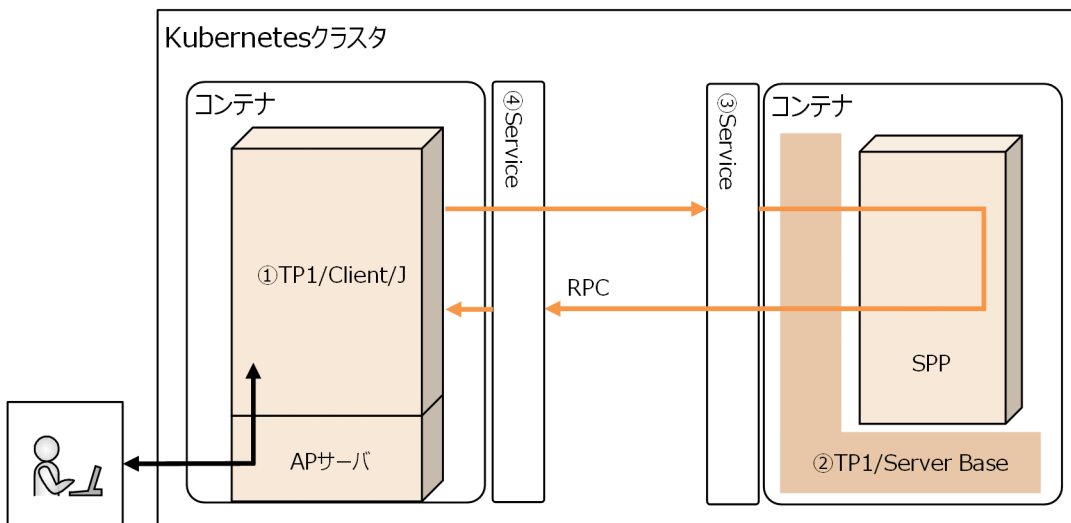 Kubernetesクラスタ
コンテナ
④Service
③Service
コンテナ
①TP1/Client/J
RPC
SPP
APサーバ
②TP1/Server Base